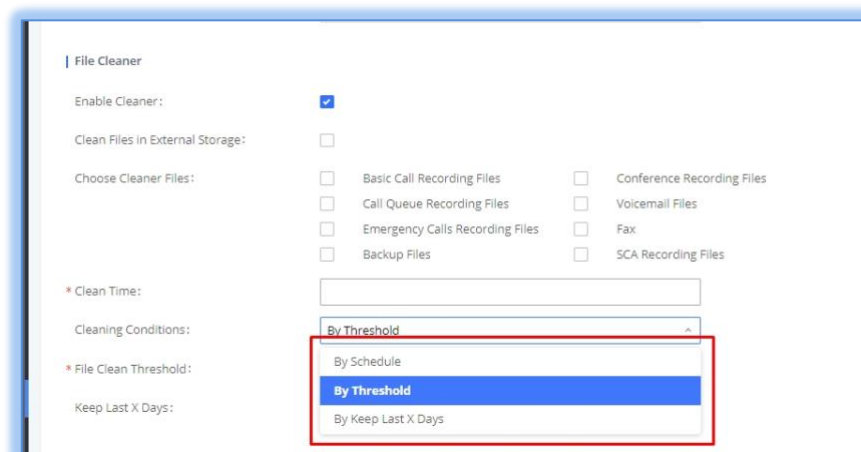 File Cleaner
Enable Cleaner:
Clean Files in External Storage:
Choose Cleaner Files: Basic Call Recording Files Conference Recording Files
Call Queue Recording Files Voicemail Files
Emergency Calls Recording Files Fax
Backup Files SCA Recording Files
* Clean Time:
Cleaning Conditions: By Threshold
By Schedule
* File Clean Threshold:
By Threshold
Keep Last X Days:
By Keep Last X Days